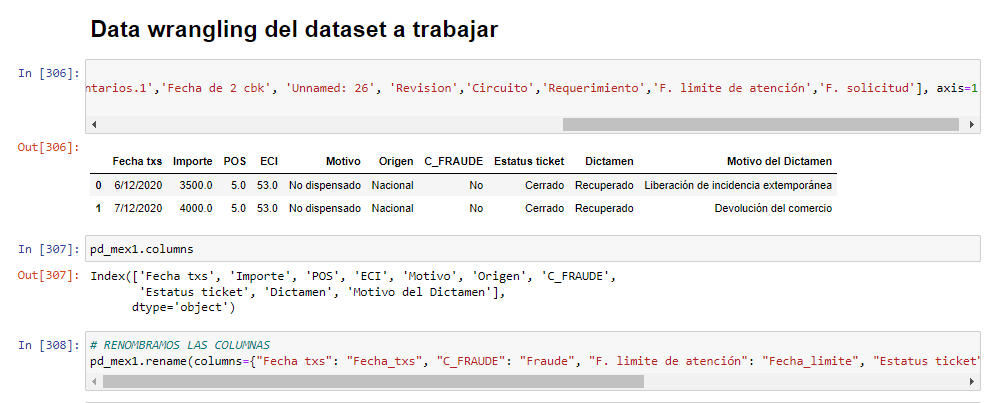 Data wrangling del dataset a trabajar
In [306]:
ntarios.1','Fecha de 2 cbk', 'Unnamed: 26', 'Revision','Circuito','Requerimiento','F. limite de atención','F. solicitud'], axis=1
Out[306]:
Fecha txs Importe POS ECI Motivo Origen C_FRAUDE Estatus ticket Dictamen Motivo del Dictamen
0 6/12/2020 3500.0 5.0 53.0 No dispensado Nacional No Cerrado Recuperado Liberación de incidencia extemporánea
1 7/12/2020 4000.0 5.0 53.0 No dispensado Nacional No Cerrado Recuperado Devolución del comercio
In [307]: pd_mex1.columns
Out[307]: Index(['Fecha txs', 'Importe', 'POS', 'ECI', 'Motivo', 'Origen', 'C_FRAUDE',
'Estatus ticket', 'Dictamen', 'Motivo del Dictamen'],
dtype='object')
In [308]: # RENOMBRAMOS LAS COLUMNAS
pd_mex1.rename(columns={"Fecha txs": "Fecha_txs", "C_FRAUDE": "Fraude", "F. limite de atención": "Fecha_limite", "Estatus ticket"